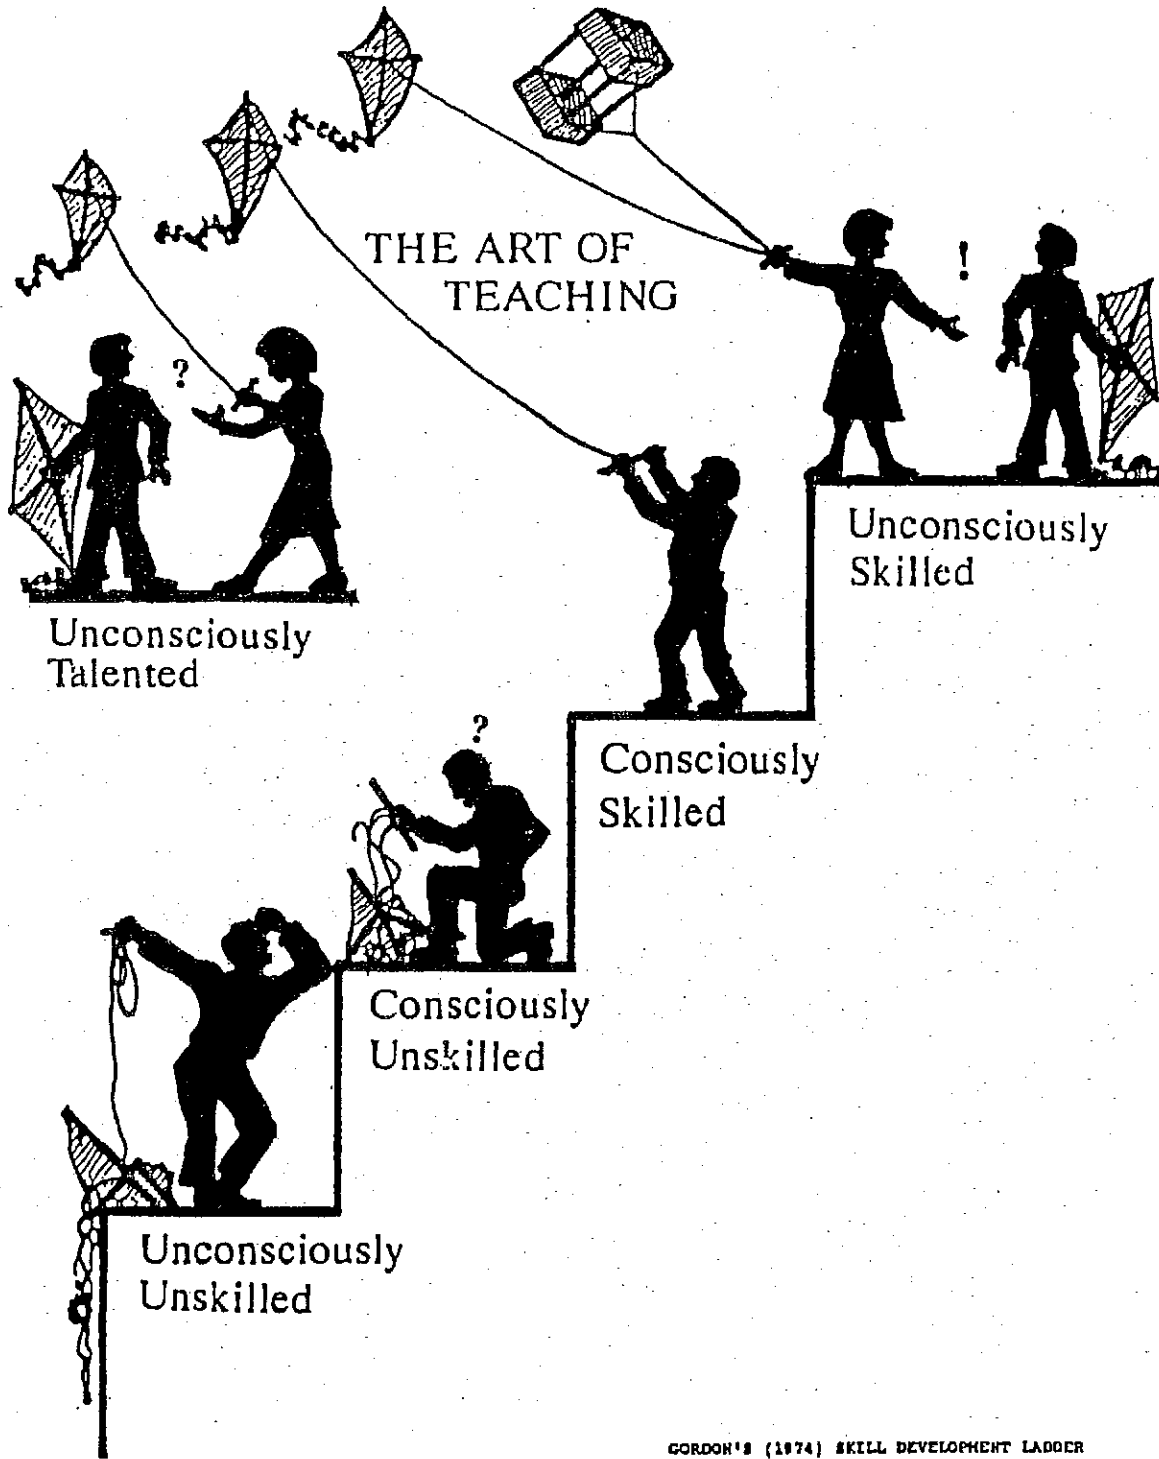 THE ART OF
TEACHING
?
!
Unconsciously
Skilled
Unconsciously
Talented
?
Consciously
Skilled
Consciously
Unskilled
Unconsciously
Unskilled
GORDON'S (1974) SKILL DEVELOPMENT LADDER